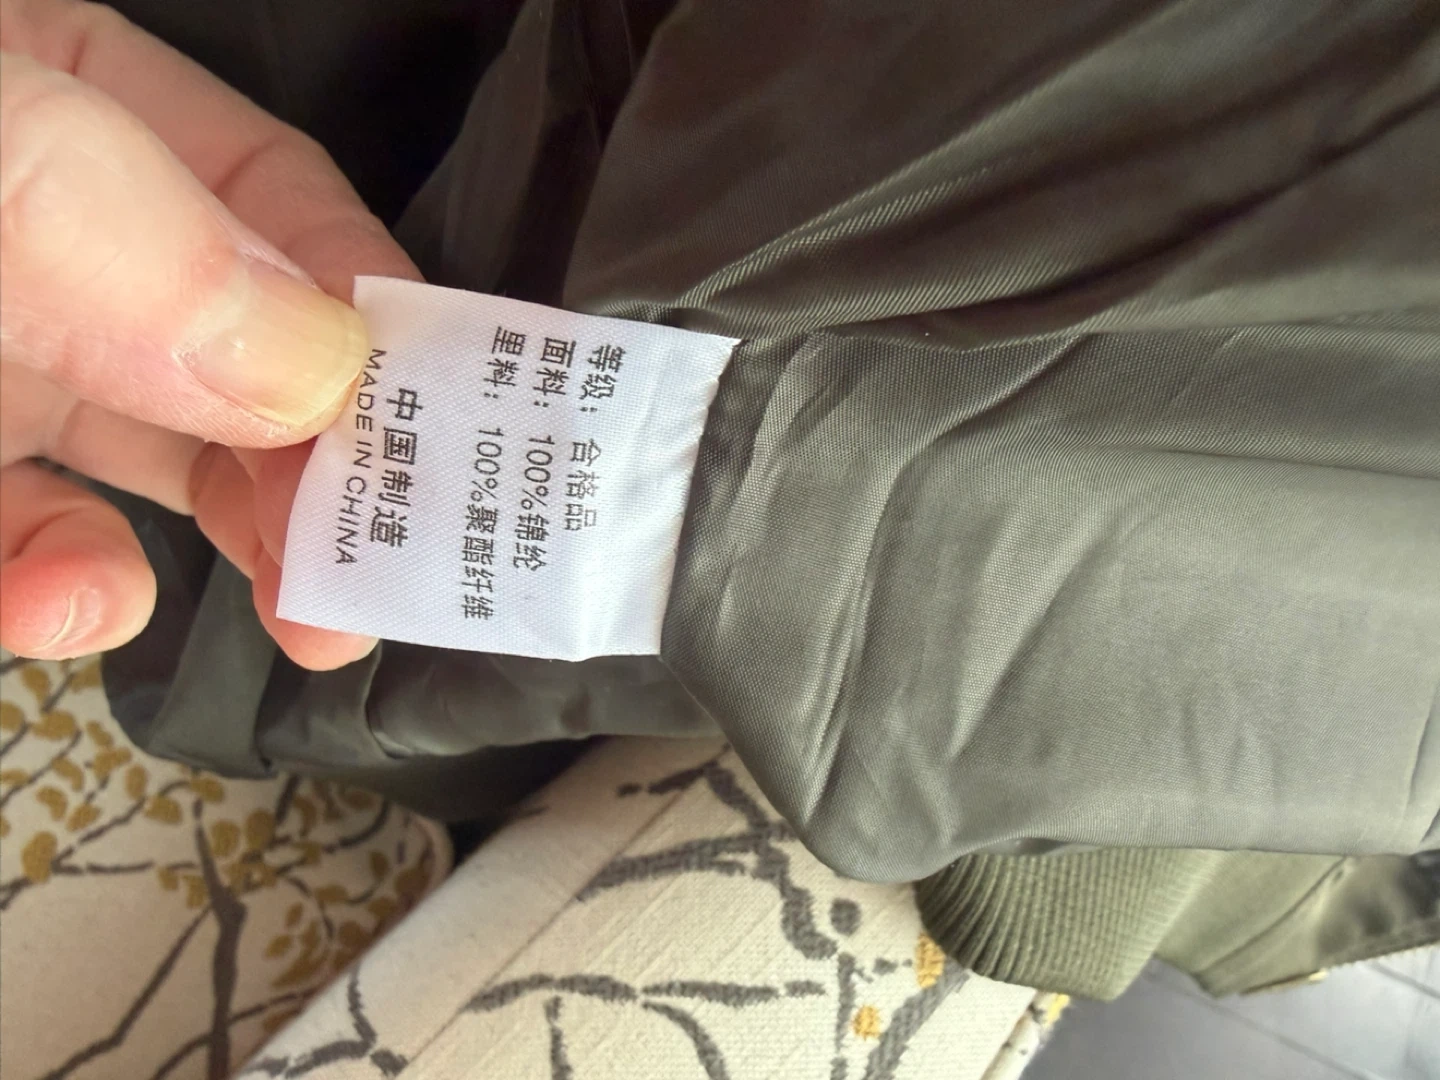 等级： 合格品
面料： 100%锦纶
里料： 100%聚酯纤维
中国制造
MADE IN CHINA